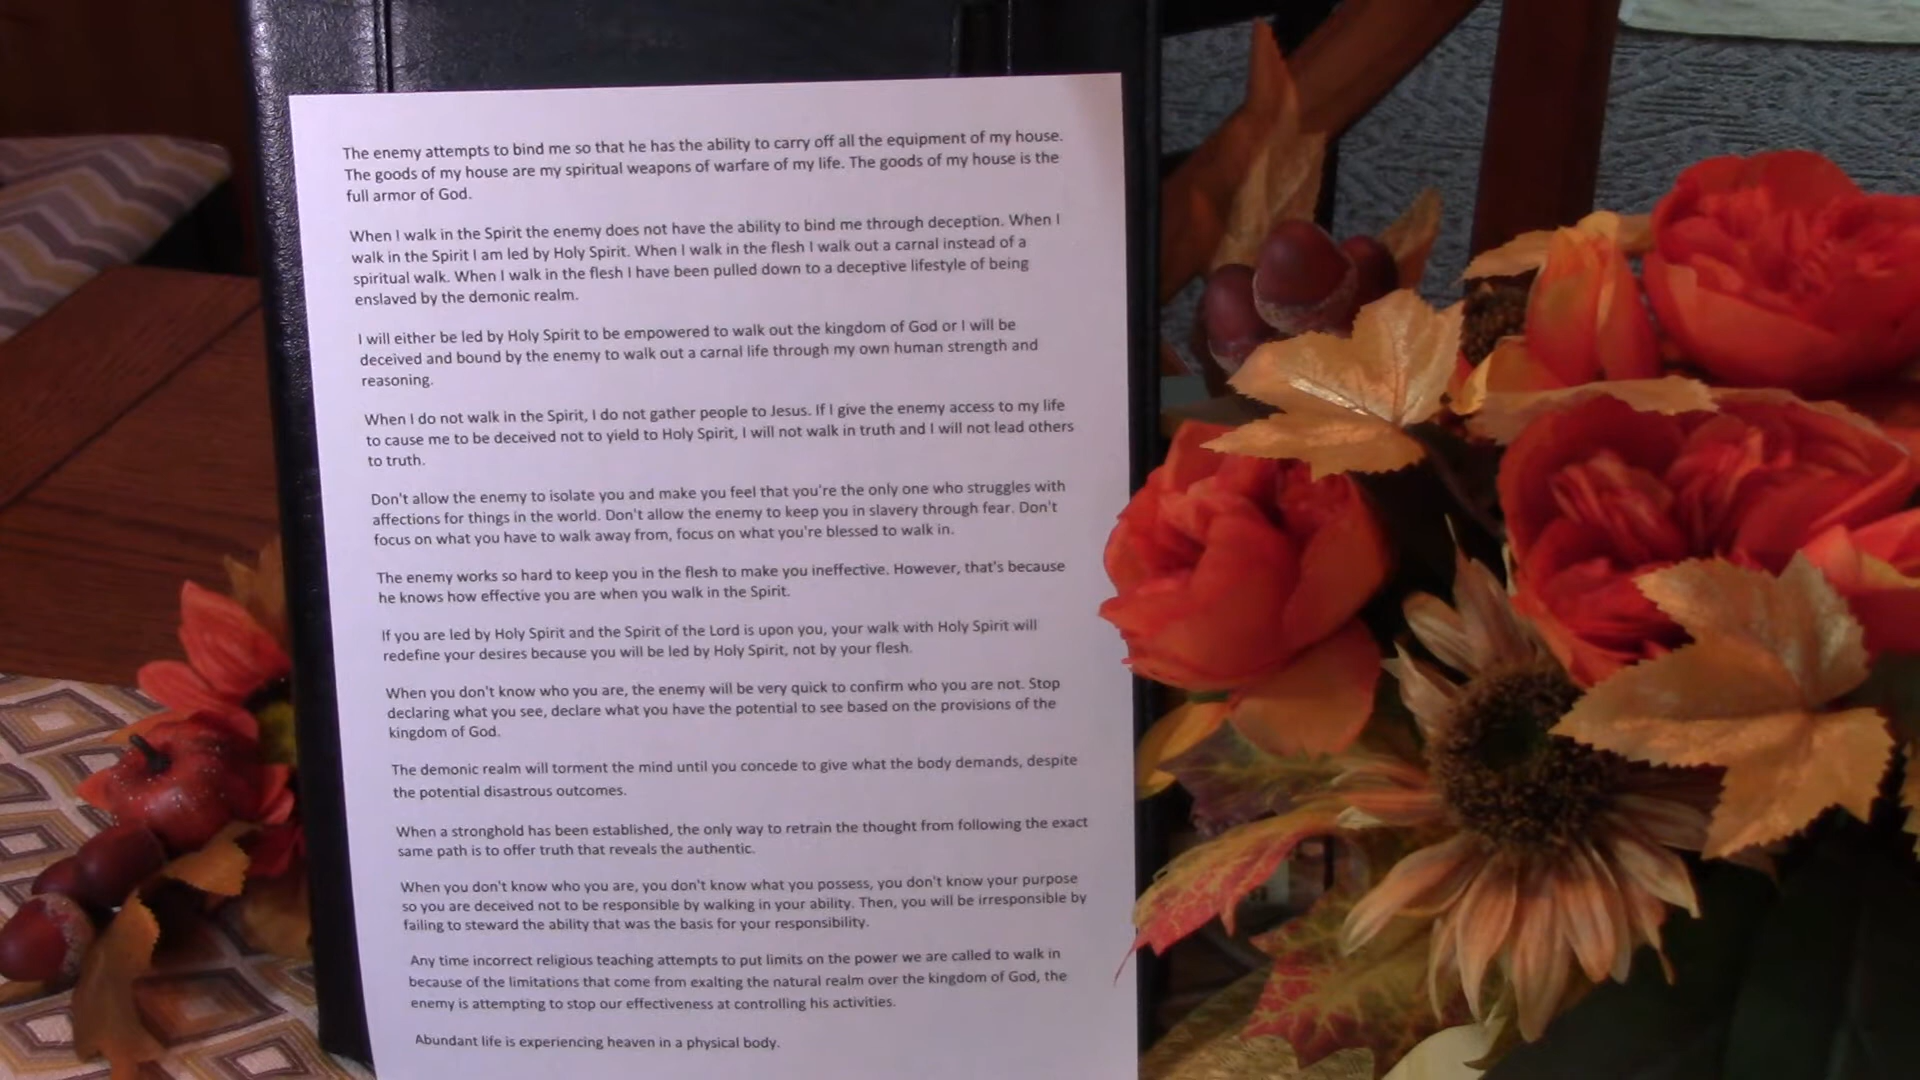 The enemy attempts to bind me so that he has the ability to carry off all the equipment of my house.
The goods of my house are my spiritual weapons of warfare of my life. The goods of my house is the
full armor of God.
When I walk in the Spirit the enemy does not have the ability to bind me through deception. When I
walk in the Spirit I am led by Holy Spirit. When I walk in the flesh I walk out a carnal instead of a
spiritual walk. When I walk in the flesh I have been pulled down to a deceptive lifestyle of being
enslaved by the demonic realm.
I will either be led by Holy Spirit to be empowered to walk out the kingdom of God or I will be
deceived and bound by the enemy to walk out a carnal life through my own human strength and
reasoning.
When I do not walk in the Spirit, I do not gather people to Jesus. If I give the enemy access to my life
to cause me to be deceived not to yield to Holy Spirit, I will not walk in truth and I will not lead others
to truth.
Don't allow the enemy to isolate you and make you feel that you're the only one who struggles with
affections for things in the world. Don't allow the enemy to keep you in slavery through fear. Don't
focus on what you have to walk away from, focus on what you're blessed to walk in.
The enemy works so hard to keep you in the flesh to make you ineffective. However, that's because
he knows how effective you are when you walk in the Spirit.
If you are led by Holy Spirit and the Spirit of the Lord is upon you, your walk with Holy Spirit will
redefine your desires because you will be led by Holy Spirit, not by your flesh.
When you don't know who you are, the enemy will be very quick to confirm who you are not. Stop
declaring what you see, declare what you have the potential to see based on the provisions of the
kingdom of God.
The demonic realm will torment the mind until you concede to give what the body demands, despite
the potential disastrous outcomes.
When a stronghold has been established, the only way to retrain the thought from following the exact
same path is to offer truth that reveals the authentic.
When you don't know who you are, you don't know what you possess, you don't know your purpose
so you are deceived not to be responsible by walking in your ability. Then, you will be irresponsible by
failing to steward the ability that was the basis for your responsibility.
Any time incorrect religious teaching attempts to put limits on the power we are called to walk in
because of the limitations that come from exalting the natural realm over the kingdom of God, the
enemy is attempting to stop our effectiveness at controlling his activities.
Abundant life is experiencing heaven in a physical body.